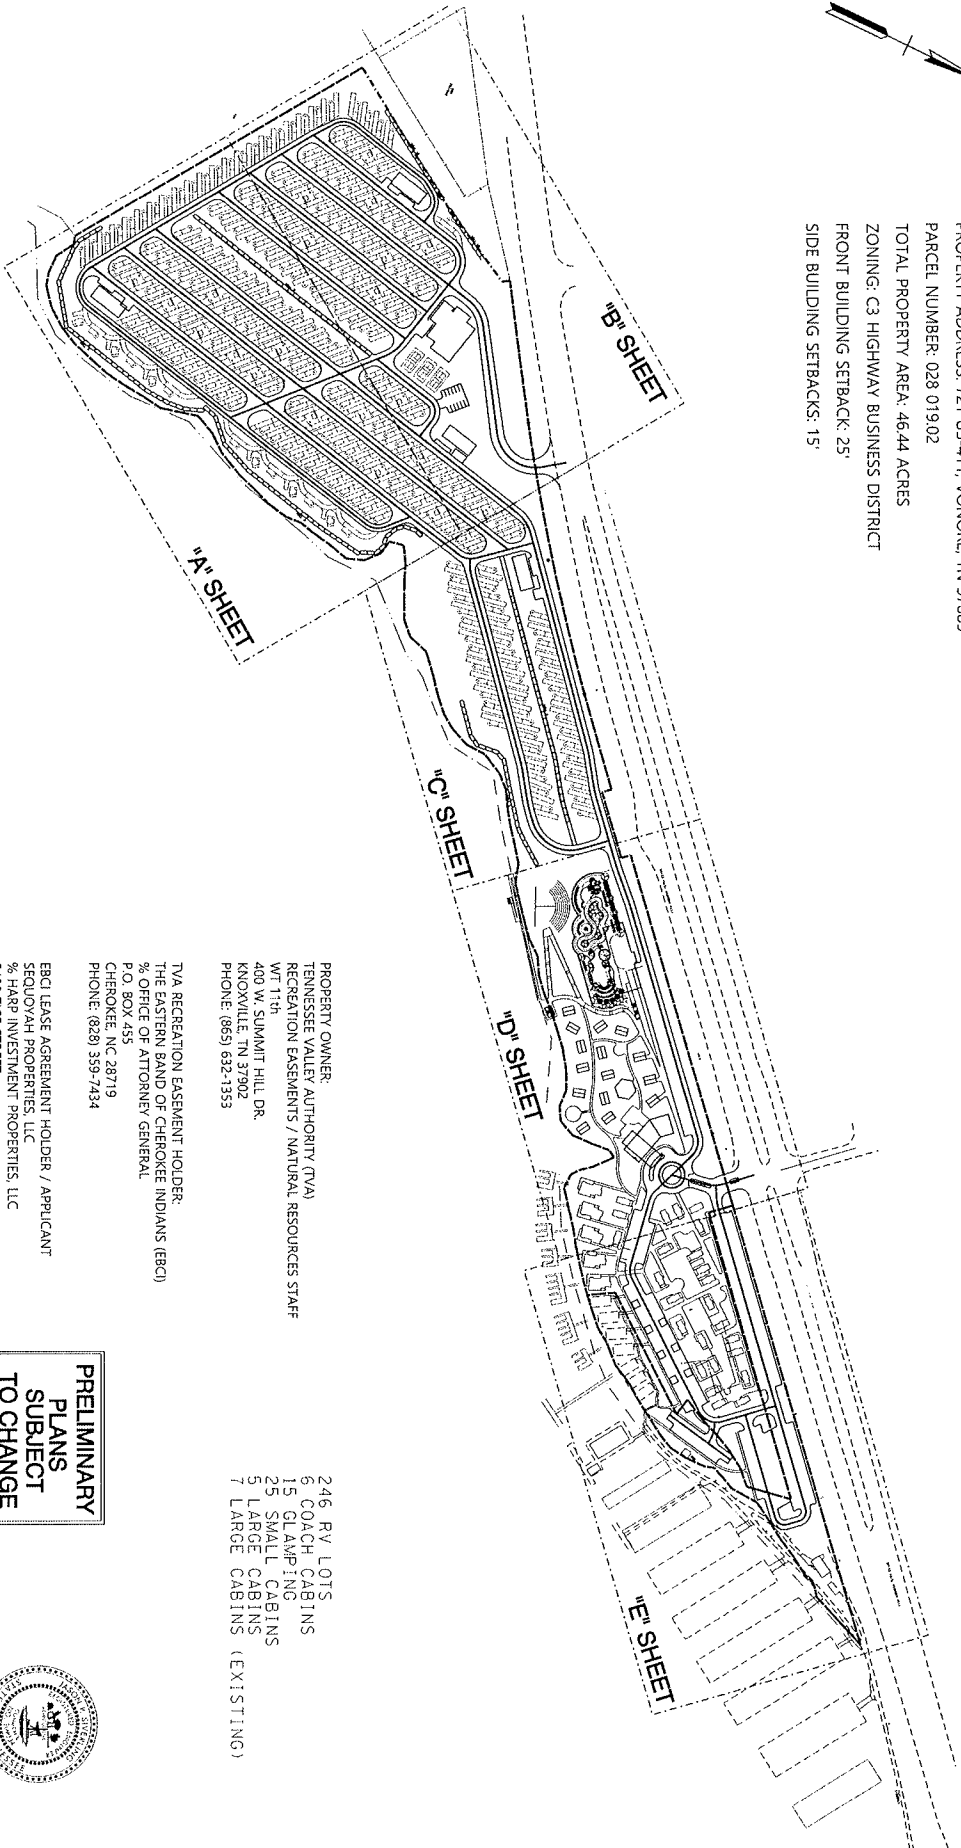 PARCEL NUMBER: 028 019.02
TOTAL PROPERTY AREA: 46.44 ACRES
ZONING: C3 HIGHWAY BUSINESS DISTRICT
FRONT BUILDING SETBACK: 25'
SIDE BUILDING SETBACKS: 15'
"B" SHEET
"A" SHEET
"C" SHEET
"D" SHEET
"E" SHEET
PROPERTY OWNER:
TENNESSEE VALLEY AUTHORITY (TVA)
RECREATION EASEMENTS / NATURAL RESOURCES STAFF
WT 11th
400 W. SUMMIT HILL DR.
KNOXVILLE, TN 37902
PHONE: (865) 632-1353
TVA RECREATION EASEMENT HOLDER:
THE EASTERN BAND OF CHEROKEE INDIANS (EBCI)
% OFFICE OF ATTORNEY GENERAL
P.O. BOX 455
CHEROKEE, NC 28719
PHONE: (828) 359-7434
EBCI LEASE AGREEMENT HOLDER / APPLICANT
SEQUOYAH PROPERTIES, LLC
% HARP INVESTMENT PROPERTIES, LLC
246 RV LOTS
6 COACH CABINS
15 GLAMPING
25 SMALL CABINS
5 LARGE CABINS
7 LARGE CABINS (EXISTING)
PRELIMINARY
PLANS
SUBJECT
TO CHANGE